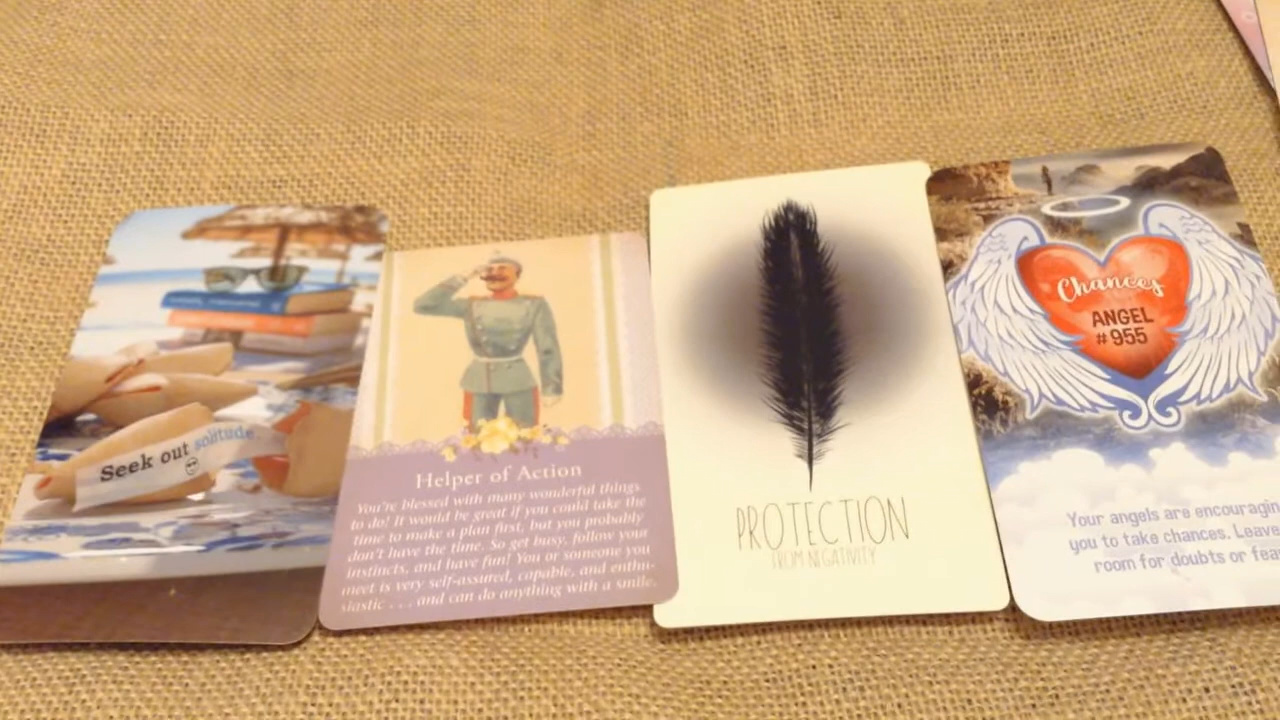 Seek out solitude.
Helper of Action
You're blessed with many wonderful things
to do! It would be great if you could take the
time to make a plan first, but you probably
don't have the time. So get busy, follow your
instincts, and have fun! You or someone you
meet is very self-assured, capable, and enthu-
siastic . . . and can do anything with a smile.
PROTECTION
FROM NEGATIVITY
Chances
ANGEL
#955
Your angels are encouragin
you to take chances. Leave
room for doubts or fea